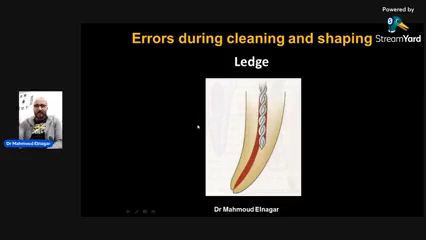 Powered by
StreamYard
Errors during cleaning and shaping
Ledge
Dr Mahmoud Elnagar
Dr Mahmoud Elnagar